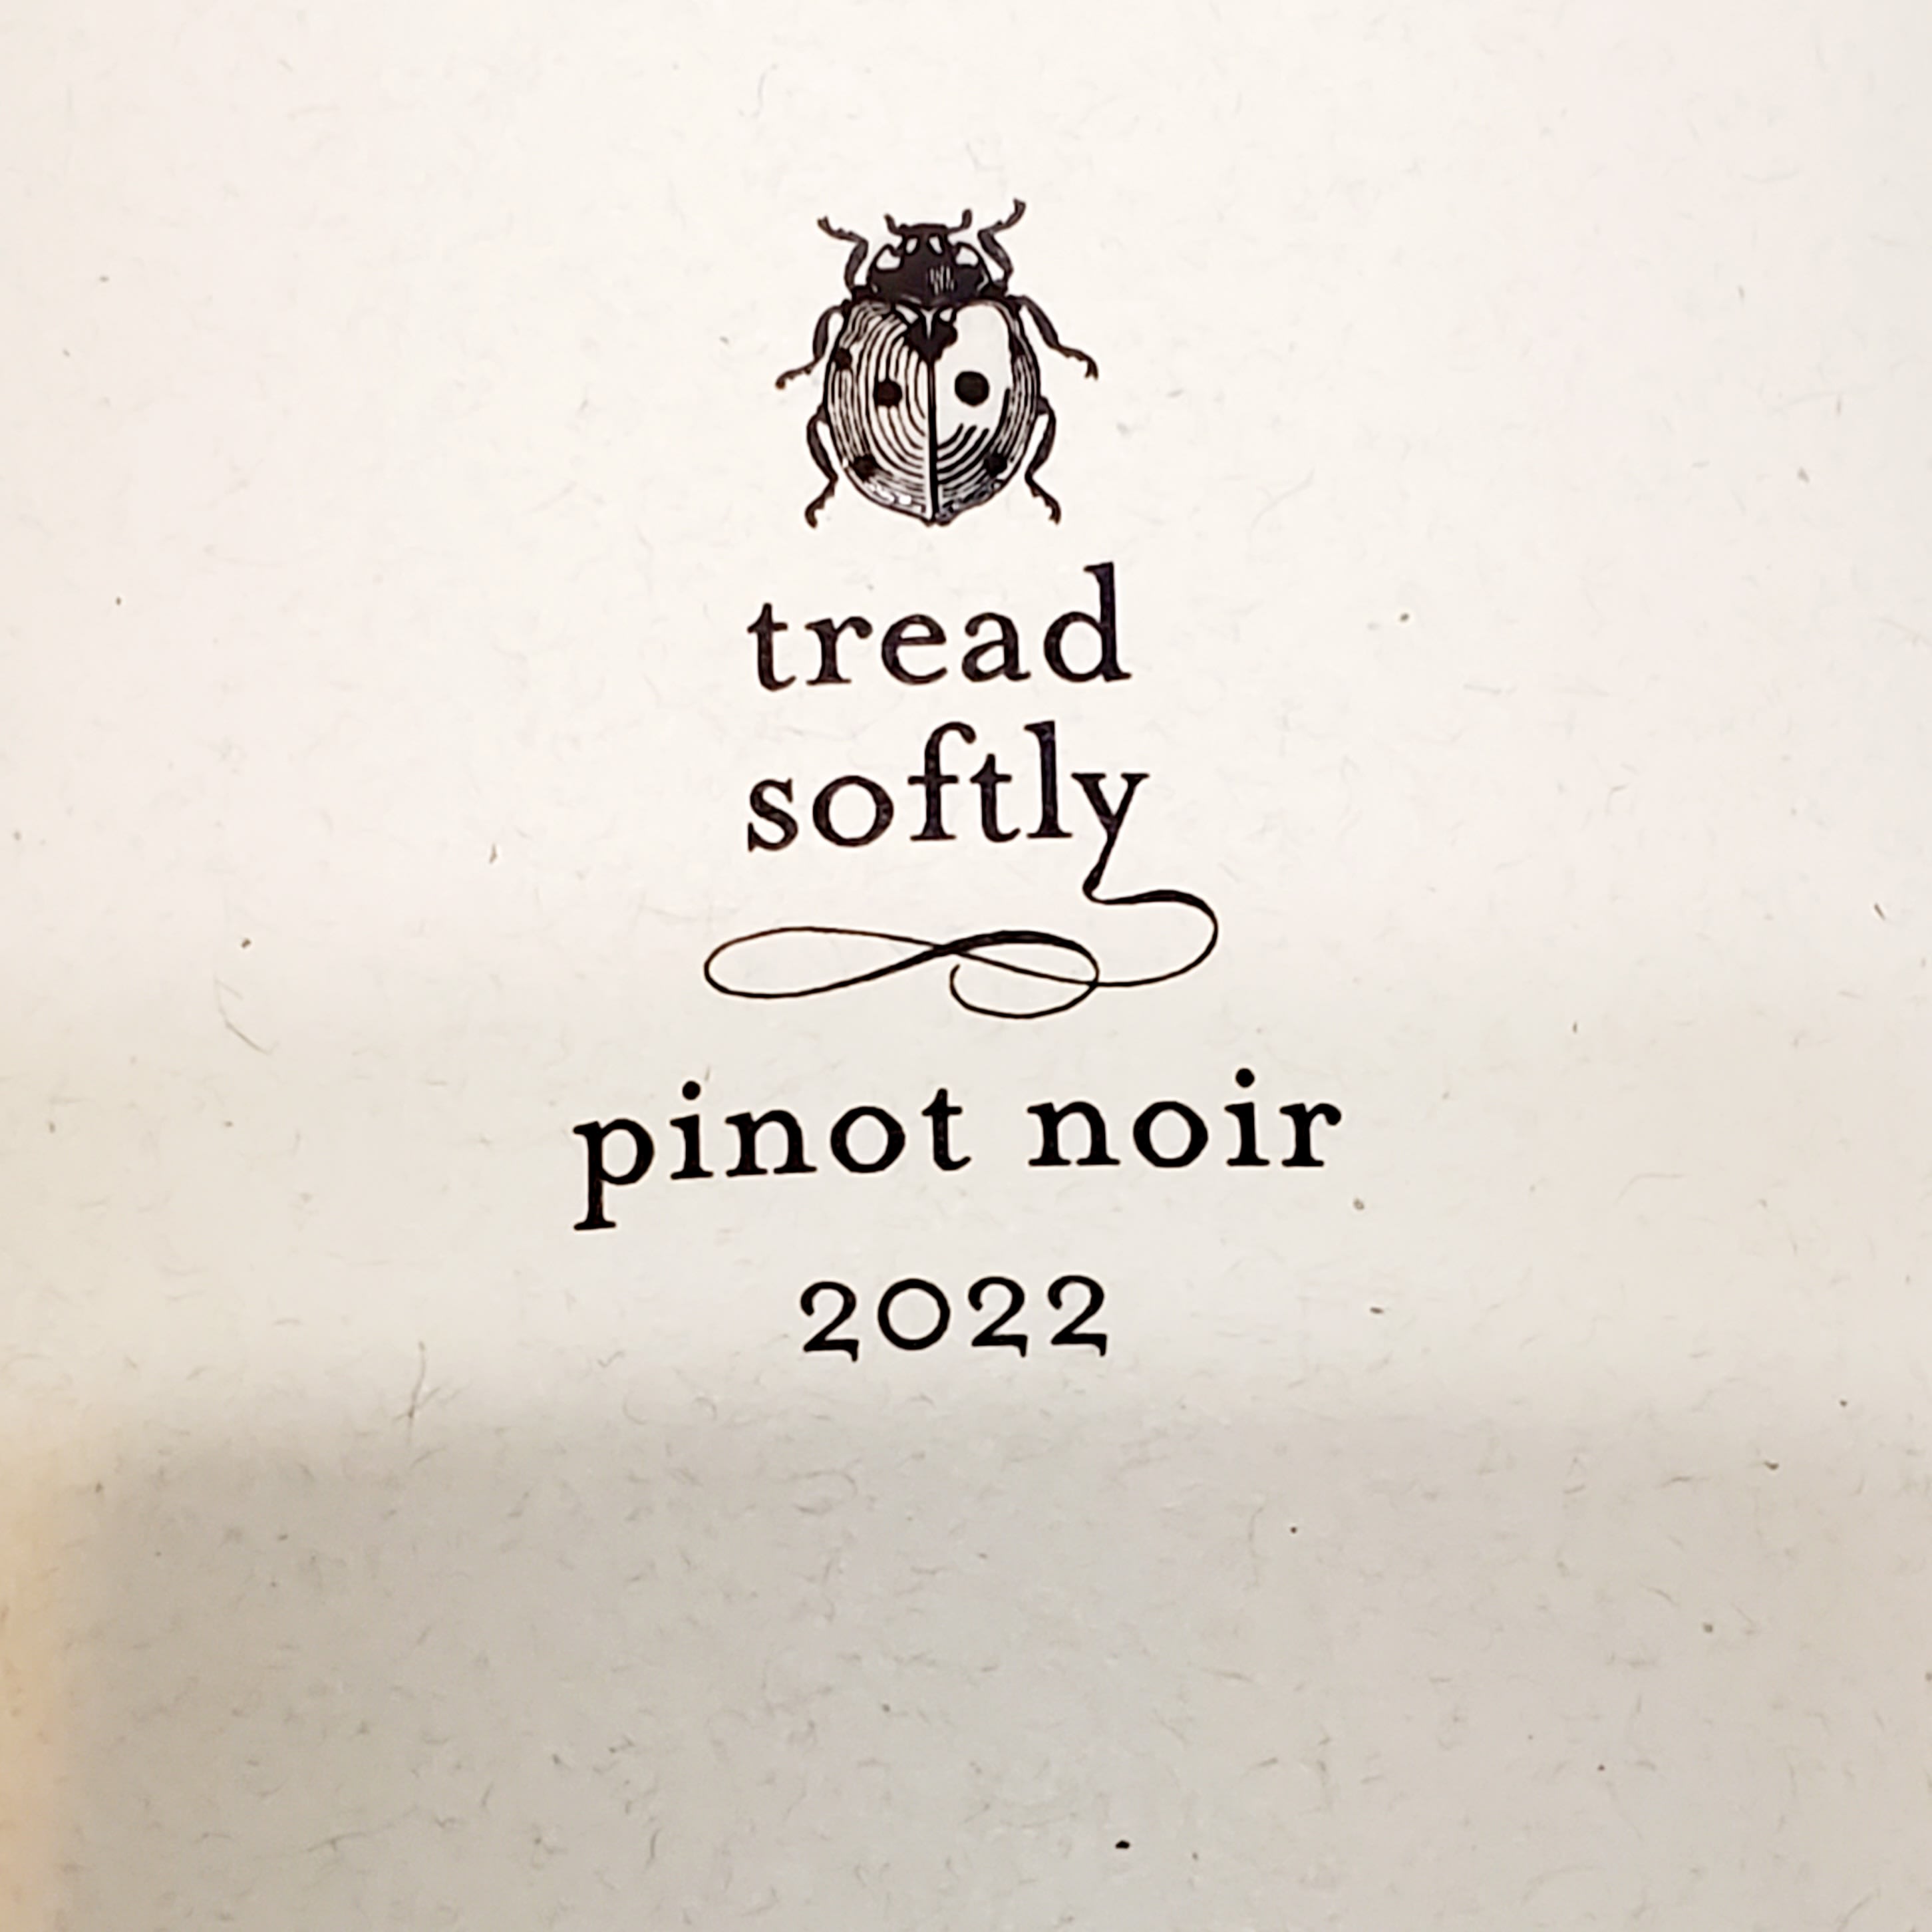 tread
softly
pinot noir
2022